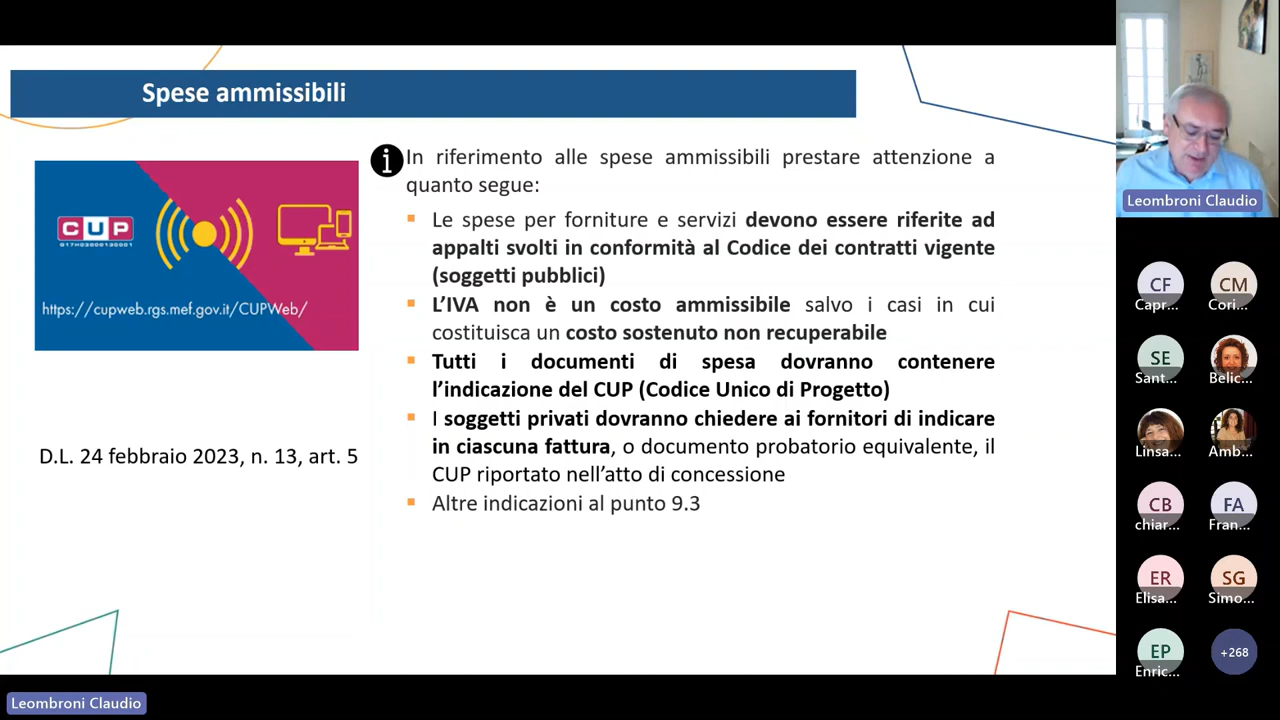 Spese ammissibili
CUP
017H03000130001
https://cupweb.rgs.mef.gov.it/CUPWeb/
D.L. 24 febbraio 2023, n. 13, art. 5
In riferimento alle spese ammissibili prestare attenzione a
quanto segue:
Le spese per forniture e servizi devono essere riferite ad
appalti svolti in conformità al Codice dei contratti vigente
(soggetti pubblici)
L'IVA non è un costo ammissibile salvo i casi in cui
costituisca un costo sostenuto non recuperabile
Tutti i documenti di spesa dovranno contenere
l'indicazione del CUP (Codice Unico di Progetto)
I soggetti privati dovranno chiedere ai fornitori di indicare
in ciascuna fattura, o documento probatorio equivalente, il
CUP riportato nell'atto di concessione
Altre indicazioni al punto 9.3
Leombroni Claudio
CF
Capr...
CM
Cori...
SE
Sant...
Belic...
Linsa...
Amb...
CB
chiar...
FA
Fran...
ER
Elisa...
SG
Simo...
EP
Enric...
+268
Leombroni Claudio